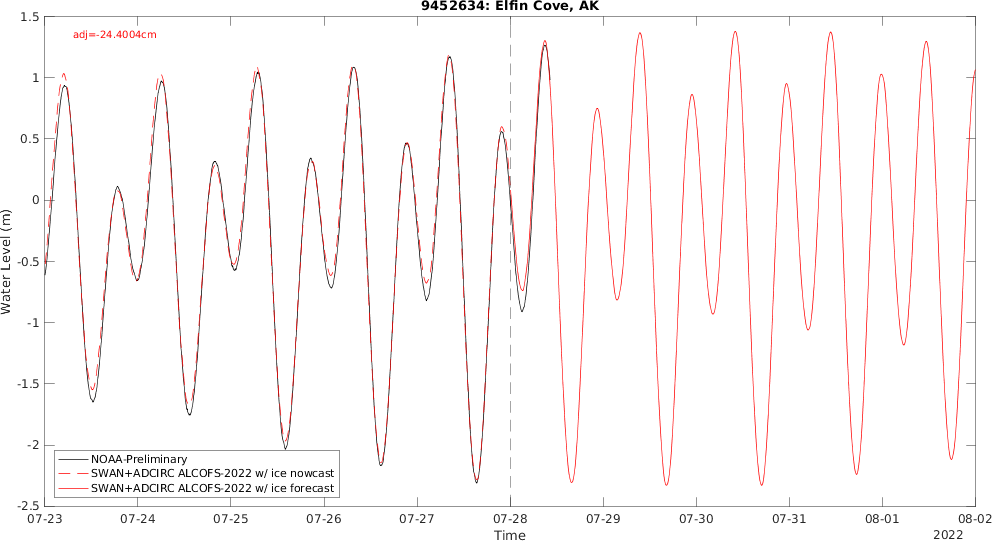 9452634: Elfin Cove, AK
adj=-24.4004cm
1.5
1
0.5
0
-0.5
-1
-1.5
-2
-2.5
Water Level (m)
NOAA-Preliminary
SWAN+ADCIRC ALCOFS-2022 w/ ice nowcast
SWAN+ADCIRC ALCOFS-2022 w/ ice forecast
07-23 07-24 07-25 07-26 07-27 07-28 07-29 07-30 07-31 08-01 08-02
Time
2022